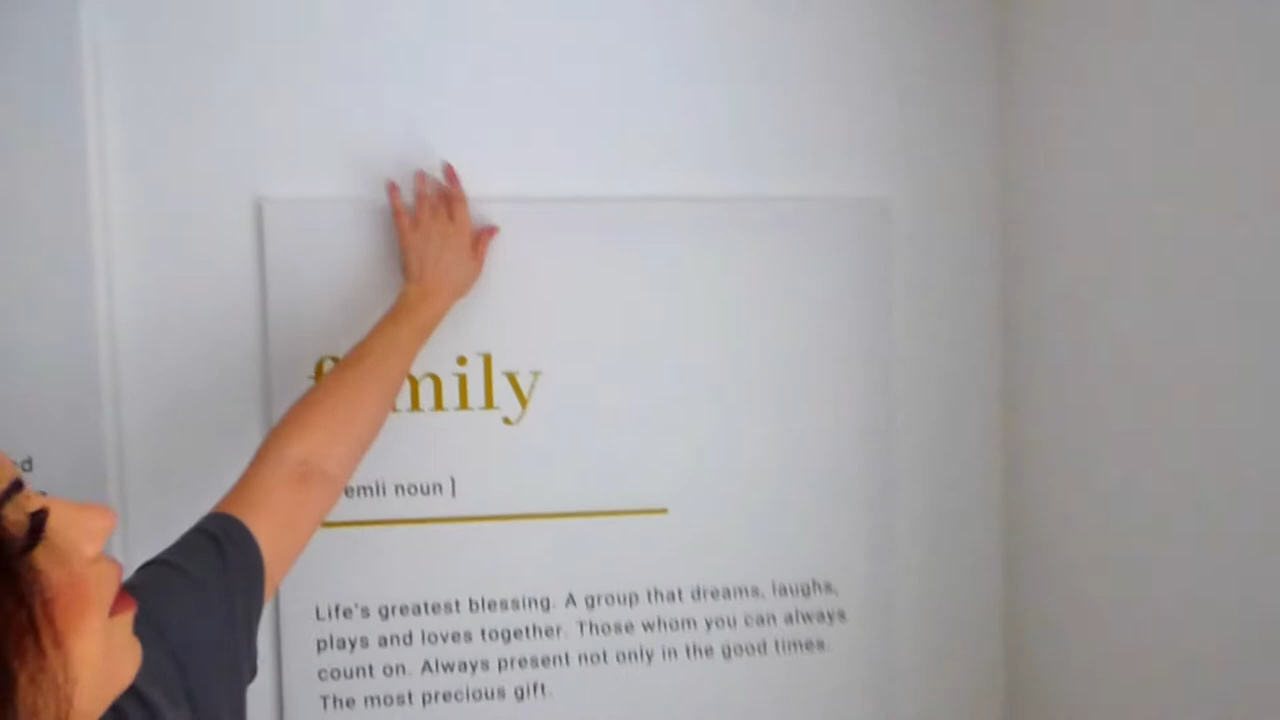 family
emli noun ]
Life's greatest blessing. A group that dreams, laughs,
plays and loves together. Those whom you can always
count on. Always present not only in the good times.
The most precious gift.